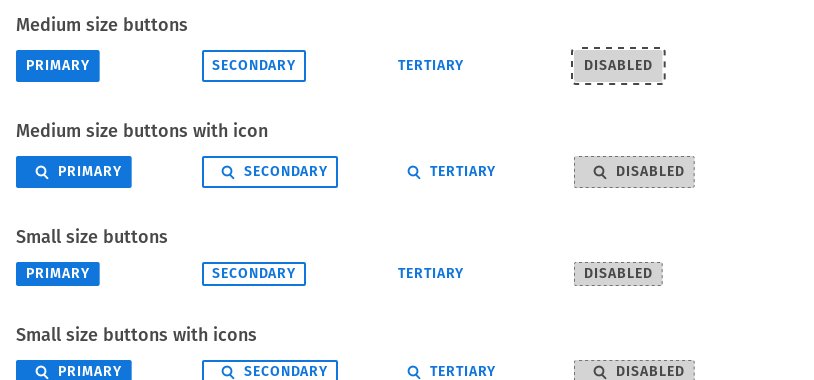 Medium size buttons
PRIMARY SECONDARY TERTIARY DISABLED
Medium size buttons with icon
PRIMARY SECONDARY TERTIARY DISABLED
Small size buttons
PRIMARY SECONDARY TERTIARY DISABLED
Small size buttons with icons
PRIMARY SECONDARY TERTIARY DISABLED